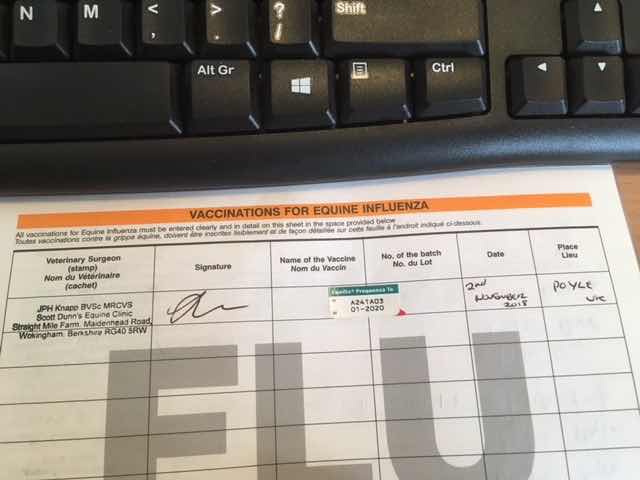 N M < , > . ? / Shift
Alt Gr Ctrl
VACCINATIONS FOR EQUINE INFLUENZA
All vaccinations for Equine Influenza must be entered clearly and in detail on this sheet in the space provided below
Toutes vaccinations contre la grippe équine, doivent être inscrites lisiblement et de façon détaillée sur cette feuille à l'androit indiqué ci-dessous.
Veterinary Surgeon
(stamp)
Nom du Vétérinaire
(cachet)
Signature
Name of the Vaccine
Nom du Vaccin
No. of the batch
No. du Lot
Date
Place
Lieu
JPH Knapp BVSc MRCVS
Scott Dunn's Equine Clinic
Straight Mile Farm. Maidenhead Road,
Wokingham. Berkshire RG40 5RW
Equilis® Prequenza Te
A241A03
01-2020
2nd
NOVEMBER
2018
POYLE
FLU